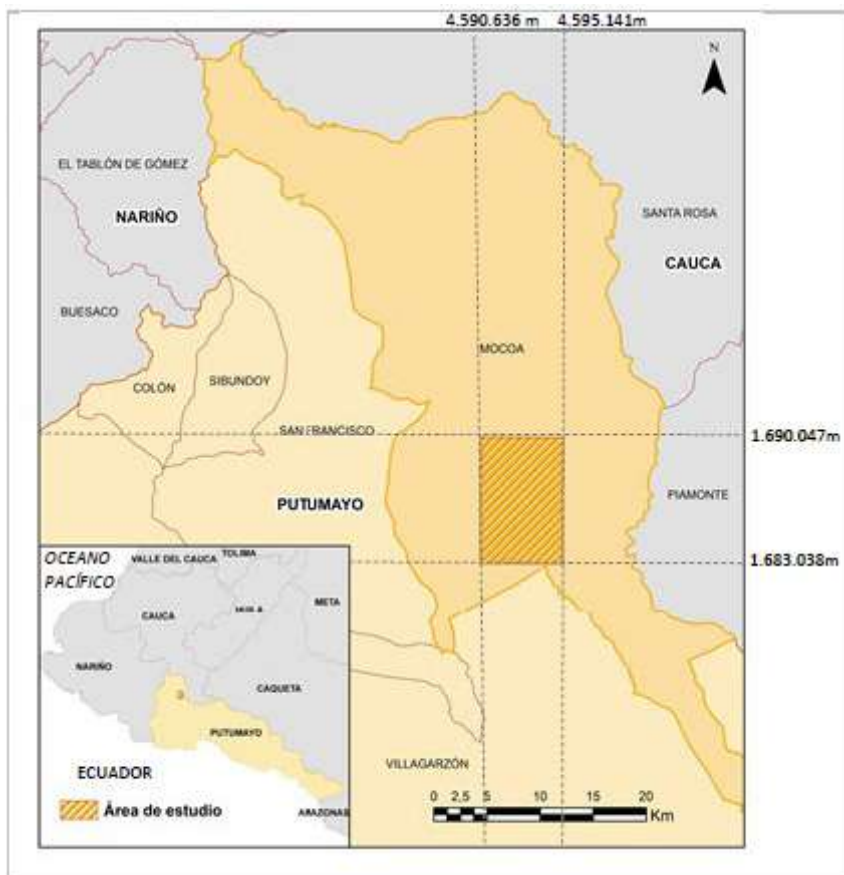 4.590.636 m 4.595.141m
N
EL TABLÓN DE GÓMEZ
NARIÑO
SANTA ROSA
CAUCA
BUESACO
MOCOA
COLÓN
SIBUNDOY
SAN FRANCISCO
1.690.047m
PIAMONTE
PUTUMAYO
1.683.038m
OCEANO
PACÍFICO
VALLE DEL CAUCA
TOLIMA
META
CAUCA
NARIÑO
CAQUETA
PUTUMAYO
ECUADOR
VILLAGARZÓN
Área de estudio
0 2,5 5 10 15 20
Km